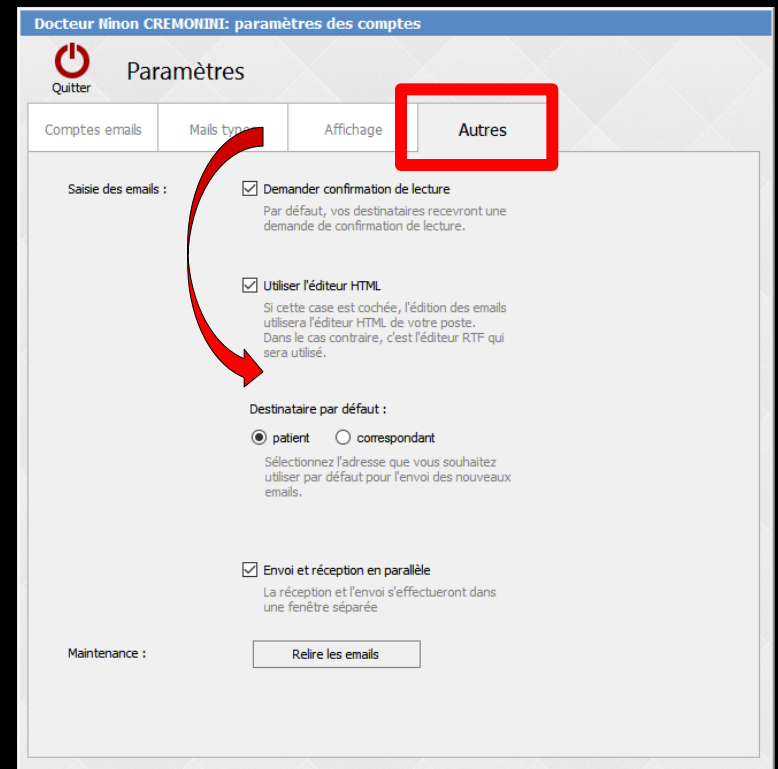 Docteur Ninon CREMONINI: paramètres des comptes
Quitter
Paramètres
Comptes emails
Mails
Affichage
Autres
Saisie des emails :
Demander confirmation de lecture
Par défaut, vos destinataires recevront une
demande de confirmation de lecture.
Utiliser l'éditeur HTML
Si cette case est cochée, l'édition des emails
utilisera l'éditeur HTML de votre poste.
Dans le cas contraire, c'est l'éditeur RTF qui
sera utilisé.
Destinataire par défaut :
patient
correspondant
Sélectionnez l'adresse que vous souhaitez
utiliser par défaut pour l'envoi des nouveaux
emails.
Envoi et réception en parallèle
La réception et l'envoi s'effectueront dans
une fenêtre séparée
Maintenance :
Relire les emails